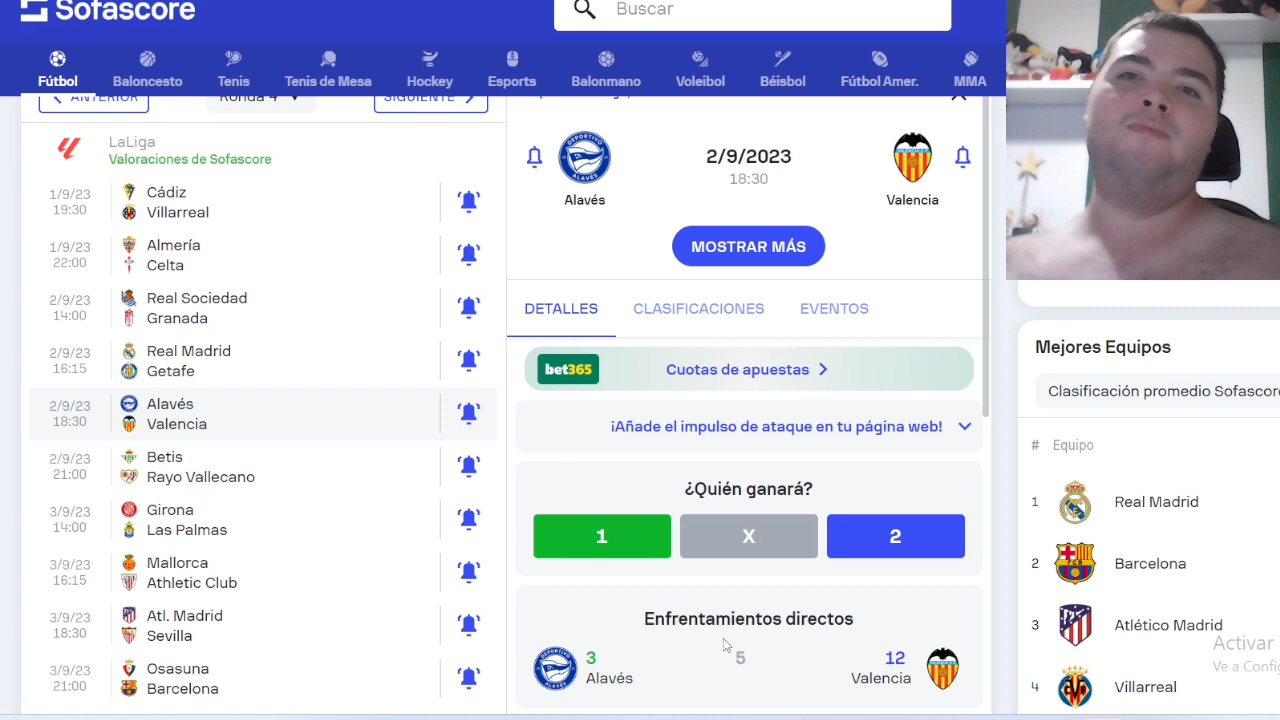 Sofascore
Buscar
Fútbol
Baloncesto
Tenis
Tenis de Mesa
Hockey
Esports
Balonmano
Voleibol
Béisbol
Fútbol Amer.
MMA
ANTERIOR
Ronda 4
SIGUIENTE
LaLiga
Valoraciones de Sofascore
1/9/23
19:30
Cádiz
Villarreal
1/9/23
22:00
Almería
Celta
2/9/23
14:00
Real Sociedad
Granada
2/9/23
16:15
Real Madrid
Getafe
2/9/23
18:30
Alavés
Valencia
2/9/23
21:00
Betis
Rayo Vallecano
3/9/23
14:00
Girona
Las Palmas
3/9/23
16:15
Mallorca
Athletic Club
3/9/23
18:30
Atl. Madrid
Sevilla
3/9/23
21:00
Osasuna
Barcelona
2/9/2023
18:30
Alavés
Valencia
MOSTRAR MÁS
DETALLES
CLASIFICACIONES
EVENTOS
bet365
Cuotas de apuestas
¡Añade el impulso de ataque en tu página web!
¿Quién ganará?
1
X
2
Enfrentamientos directos
3
Alavés
5
12
Valencia
Mejores Equipos
Clasificación promedio Sofascore
# Equipo
1 Real Madrid
2 Barcelona
3 Atlético Madrid
4 Villarreal
Activar
Ve a Config